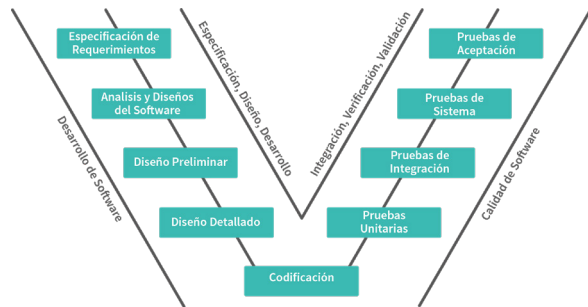 Especificación de
Requerimientos
Analisis y Diseños
del Software
Diseño Preliminar
Diseño Detallado
Codificación
Pruebas
Unitarias
Pruebas de
Integración
Pruebas de
Sistema
Pruebas de
Aceptación
Desarrollo de Software
Especificación, Diseño, Desarrollo
Integración, Verificación, Validación
Calidad de Software